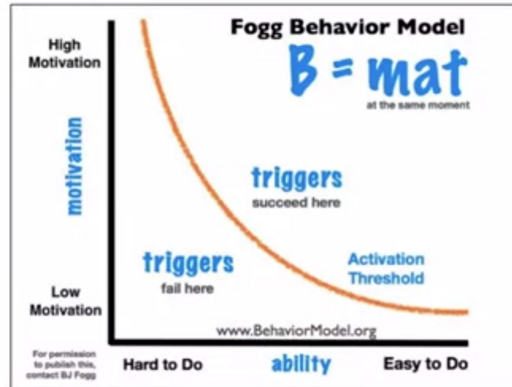 Fogg Behavior Model
B = mat
at the same moment
High
Motivation
motivation
triggers
succeed here
triggers
fail here
Activation
Threshold
Low
Motivation
www.BehaviorModel.org
For permission
to publish this,
contact BJ Fogg
Hard to Do
ability
Easy to Do